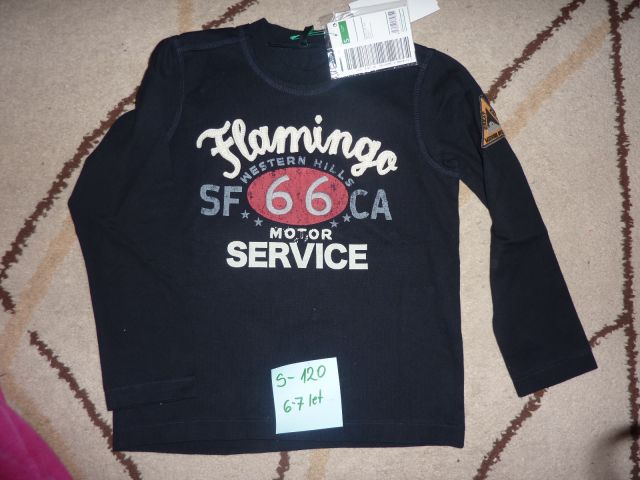 S
Flamingo
WESTERN HILLS
SF 66 CA
MOTOR
SERVICE
S-120
6-7 let